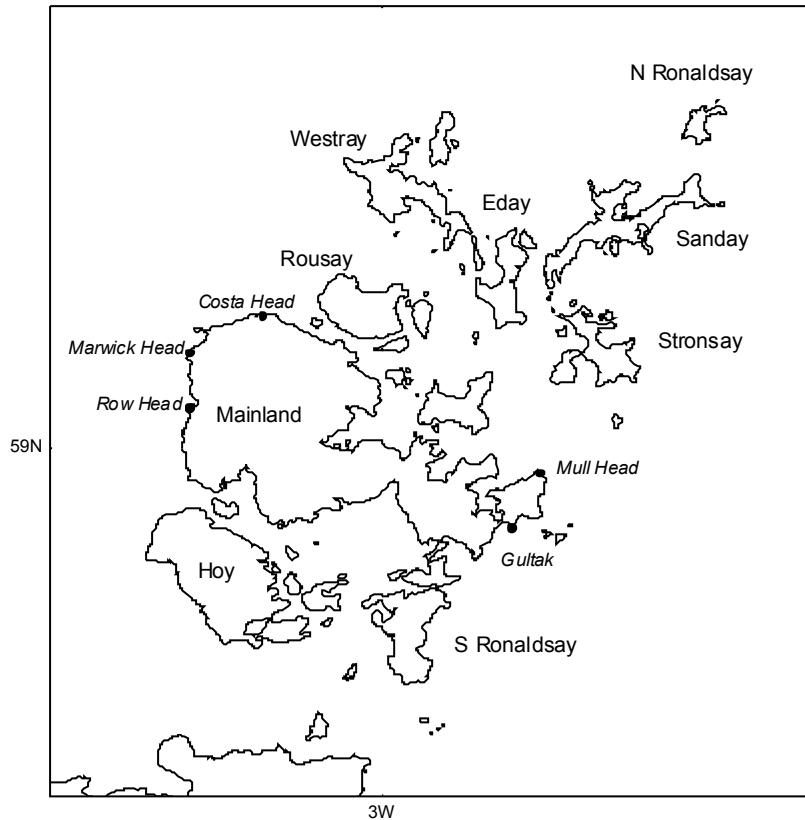 N Ronaldsay
Westray
Eday
Sanday
Rousay
Costa Head
Stronsay
Marwick Head
Row Head
Mainland
59N
Mull Head
Gultak
Hoy
S Ronaldsay
3W